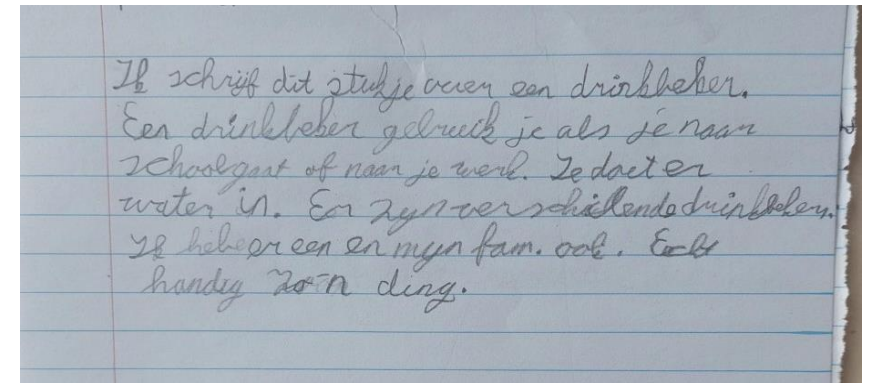 Ik schrijf dit stukje over een drinkbeker.
Een drinkbeker gebruik je als je naar
school gaat of naar je werk. Je doet er
water in. Er zijn verschillende drinkbekers.
Ik heb er een en mijn fam. ook. Echt
handig zo'n ding.